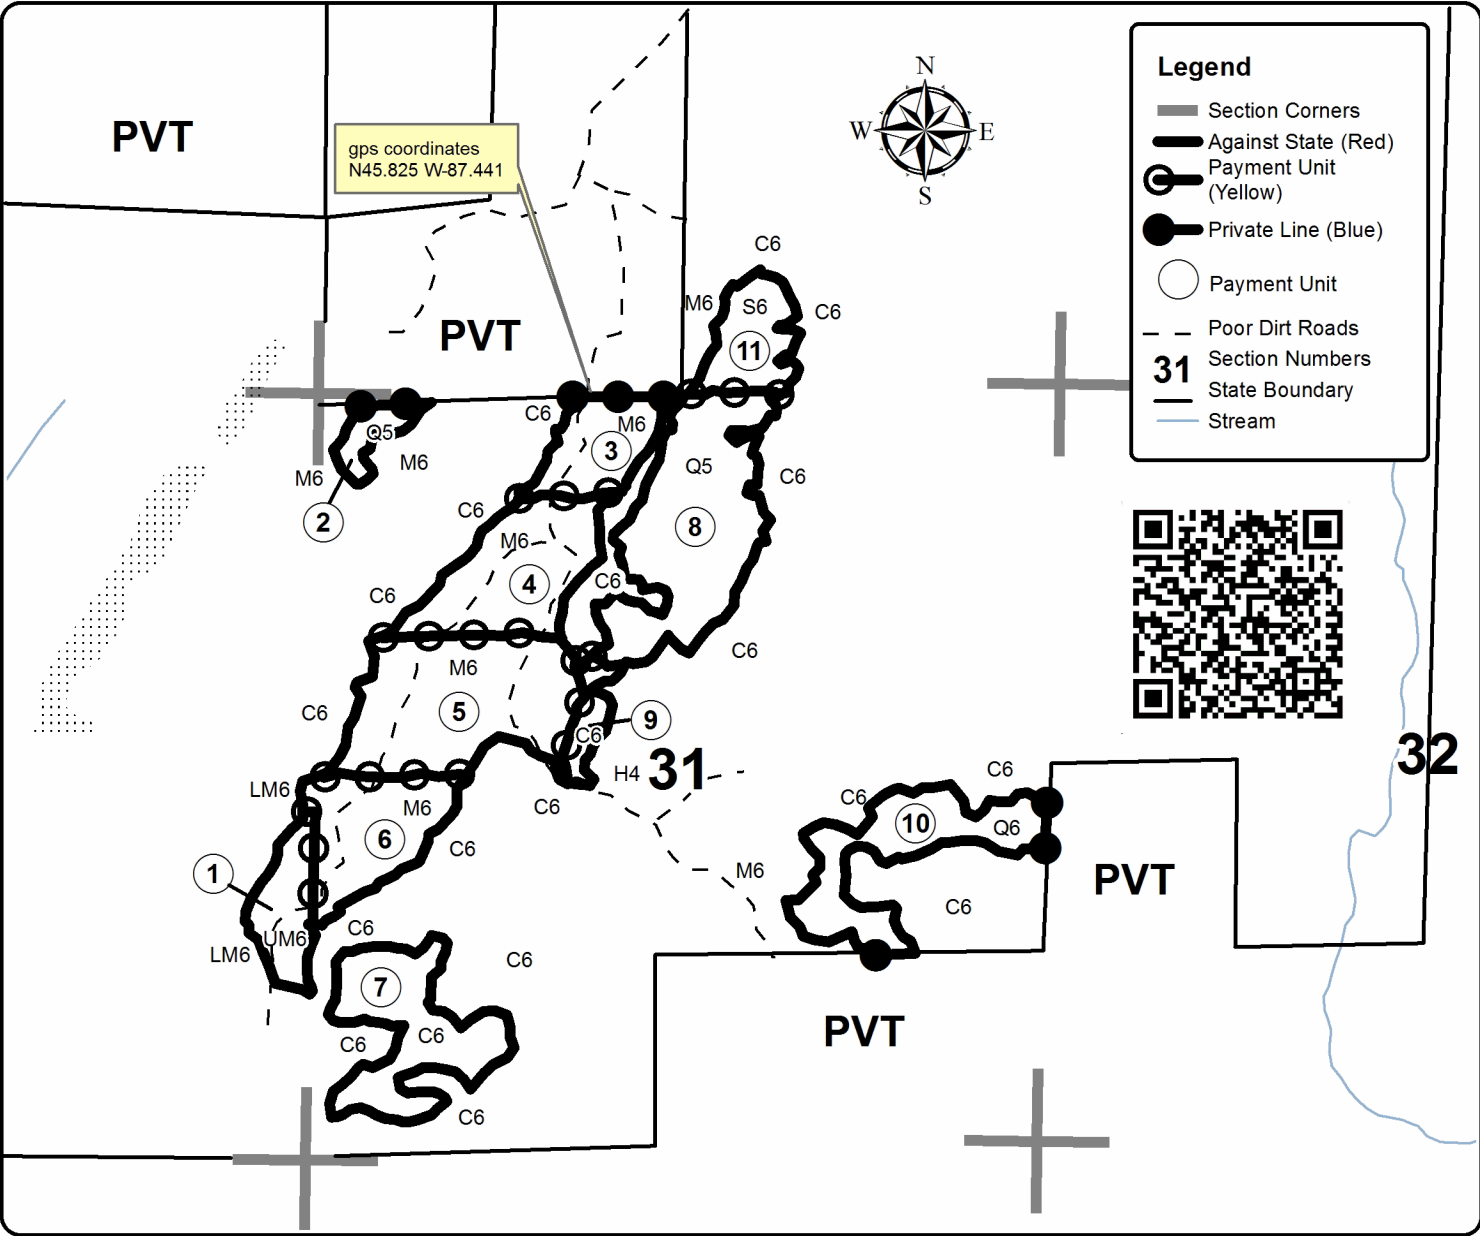 N
W
E
S
Legend
Section Corners
Against State (Red)
Payment Unit
(Yellow)
Private Line (Blue)
Payment Unit
Poor Dirt Roads
31
Section Numbers
State Boundary
Stream
PVT
gps coordinates
N45.825 W-87.441
PVT
C6
M6
S6
C6
11
C6
M6
Q5
3
M6
M6
Q5
C6
2
C6
8
M6
C6
4
C6
M6
C6
C6
5
9
C6
31
H4
32
LM6
M6
C6
C6
C6
10
Q6
6
C6
1
M6
PVT
C6
C6
UM6
LM6
C6
7
PVT
C6
C6
C6